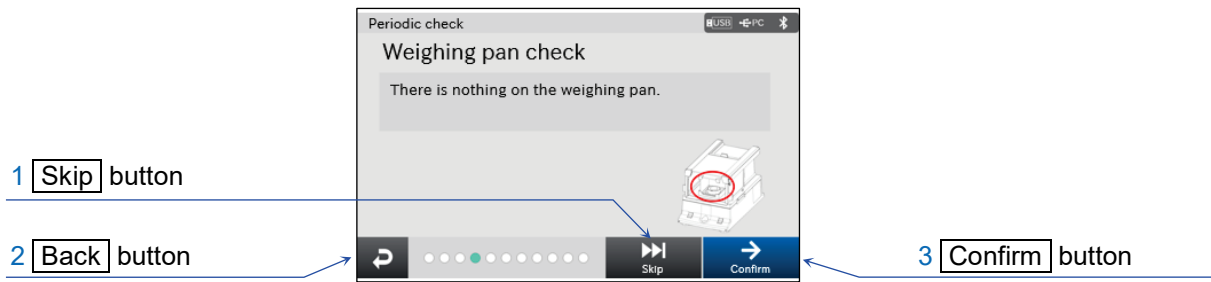 Periodic check
USB PC
Weighing pan check
There is nothing on the weighing pan.
1 Skip button
2 Back button
Skip
Confirm
3 Confirm button